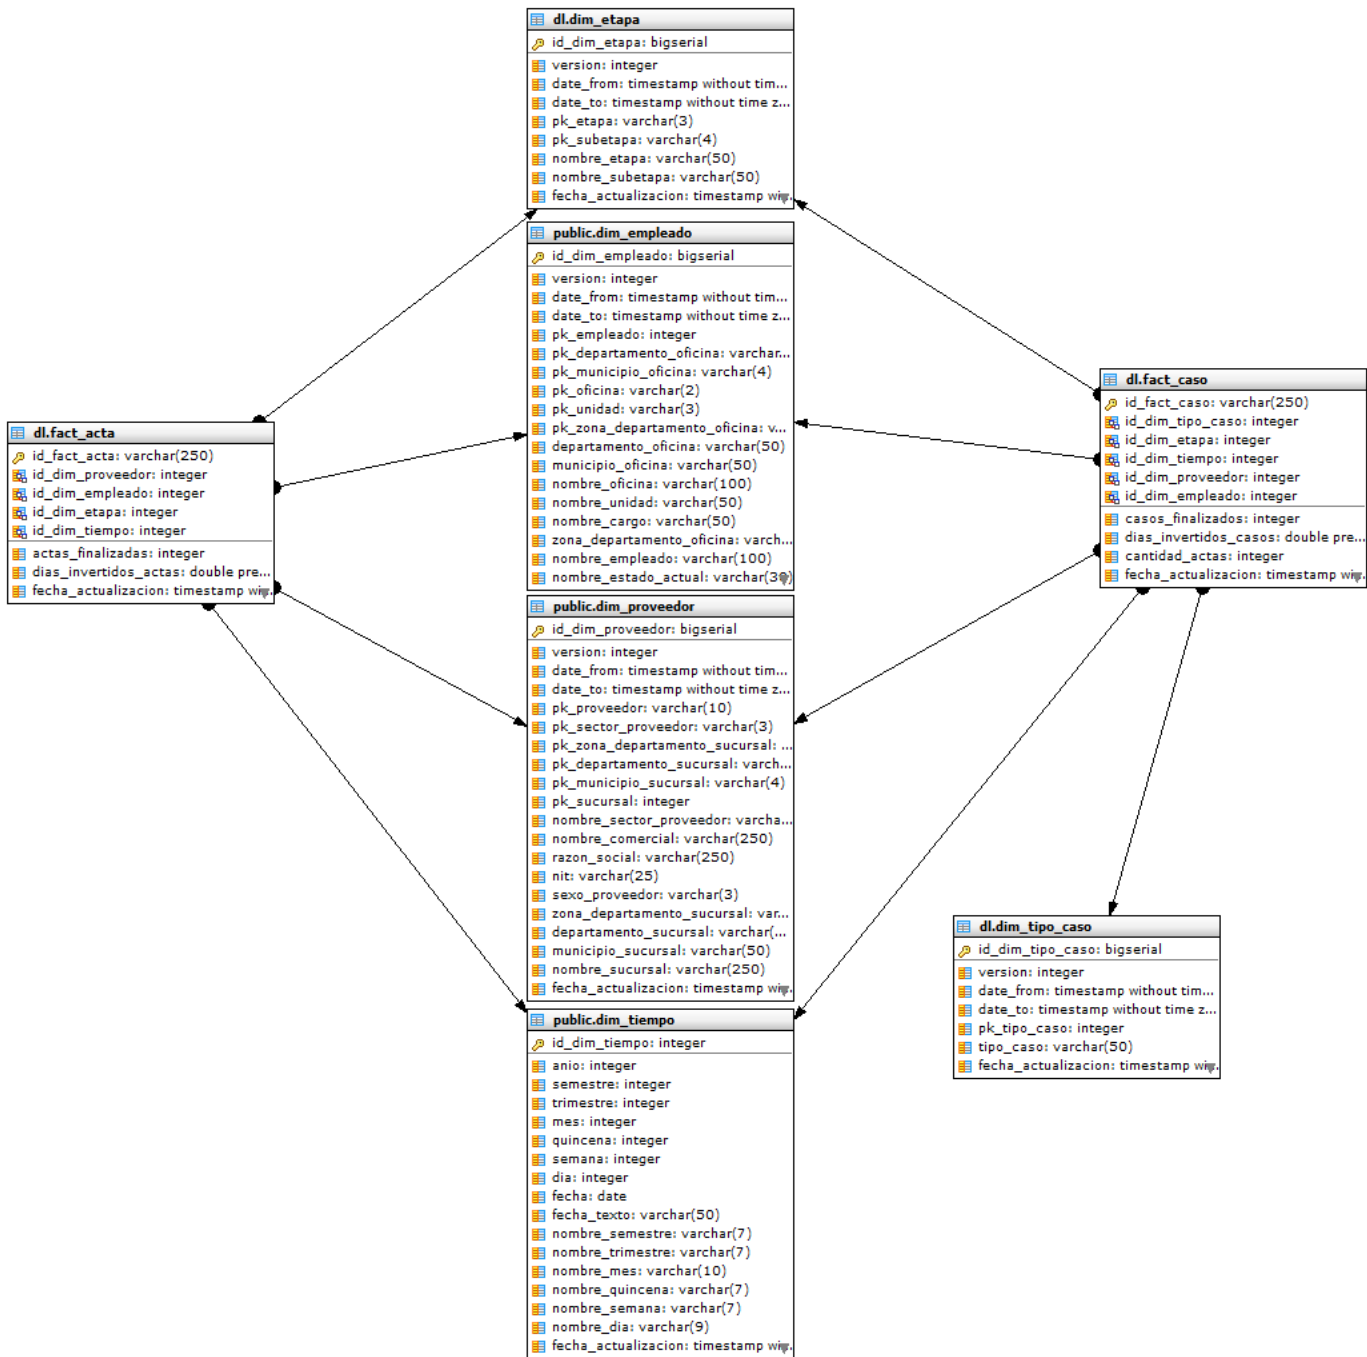 dl.dim_etapa
id_dim_etapa: bigserial
version: integer
date_from: timestamp without tim...
date_to: timestamp without time z...
pk_etapa: varchar(3)
pk_subetapa: varchar(4)
nombre_etapa: varchar(50)
nombre_subetapa: varchar(50)
fecha_actualizacion: timestamp wi...
public.dim_empleado
id_dim_empleado: bigserial
version: integer
date_from: timestamp without tim...
date_to: timestamp without time z...
pk_empleado: integer
pk_departamento_oficina: varchar...
pk_municipio_oficina: varchar(4)
pk_oficina: varchar(2)
pk_unidad: varchar(3)
pk_zona_departamento_oficina: v...
departamento_oficina: varchar(50)
municipio_oficina: varchar(50)
nombre_oficina: varchar(100)
nombre_unidad: varchar(50)
nombre_cargo: varchar(50)
zona_departamento_oficina: varch...
nombre_empleado: varchar(100)
nombre_estado_actual: varchar(30)
dl.fact_acta
id_fact_acta: varchar(250)
id_dim_proveedor: integer
id_dim_empleado: integer
id_dim_etapa: integer
id_dim_tiempo: integer
actas_finalizadas: integer
dias_invertidos_actas: double pre...
fecha_actualizacion: timestamp wi...
dl.fact_caso
id_fact_caso: varchar(250)
id_dim_tipo_caso: integer
id_dim_etapa: integer
id_dim_tiempo: integer
id_dim_proveedor: integer
id_dim_empleado: integer
casos_finalizados: integer
dias_invertidos_casos: double pre...
cantidad_actas: integer
fecha_actualizacion: timestamp wi...
public.dim_proveedor
id_dim_proveedor: bigserial
version: integer
date_from: timestamp without tim...
date_to: timestamp without time z...
pk_proveedor: varchar(10)
pk_sector_proveedor: varchar(3)
pk_zona_departamento_sucursal: ...
pk_departamento_sucursal: varch...
pk_municipio_sucursal: varchar(4)
pk_sucursal: integer
nombre_sector_proveedor: varcha...
nombre_comercial: varchar(250)
razon_social: varchar(250)
nit: varchar(25)
sexo_proveedor: varchar(3)
zona_departamento_sucursal: var...
departamento_sucursal: varchar(...
municipio_sucursal: varchar(50)
nombre_sucursal: varchar(250)
fecha_actualizacion: timestamp wi...
dl.dim_tipo_caso
id_dim_tipo_caso: bigserial
version: integer
date_from: timestamp without tim...
date_to: timestamp without time z...
pk_tipo_caso: integer
tipo_caso: varchar(50)
fecha_actualizacion: timestamp wi...
public.dim_tiempo
id_dim_tiempo: integer
anio: integer
semestre: integer
trimestre: integer
mes: integer
quincena: integer
semana: integer
dia: integer
fecha: date
fecha_texto: varchar(50)
nombre_semestre: varchar(7)
nombre_trimestre: varchar(7)
nombre_mes: varchar(10)
nombre_quincena: varchar(7)
nombre_semana: varchar(7)
nombre_dia: varchar(9)
fecha_actualizacion: timestamp wi...